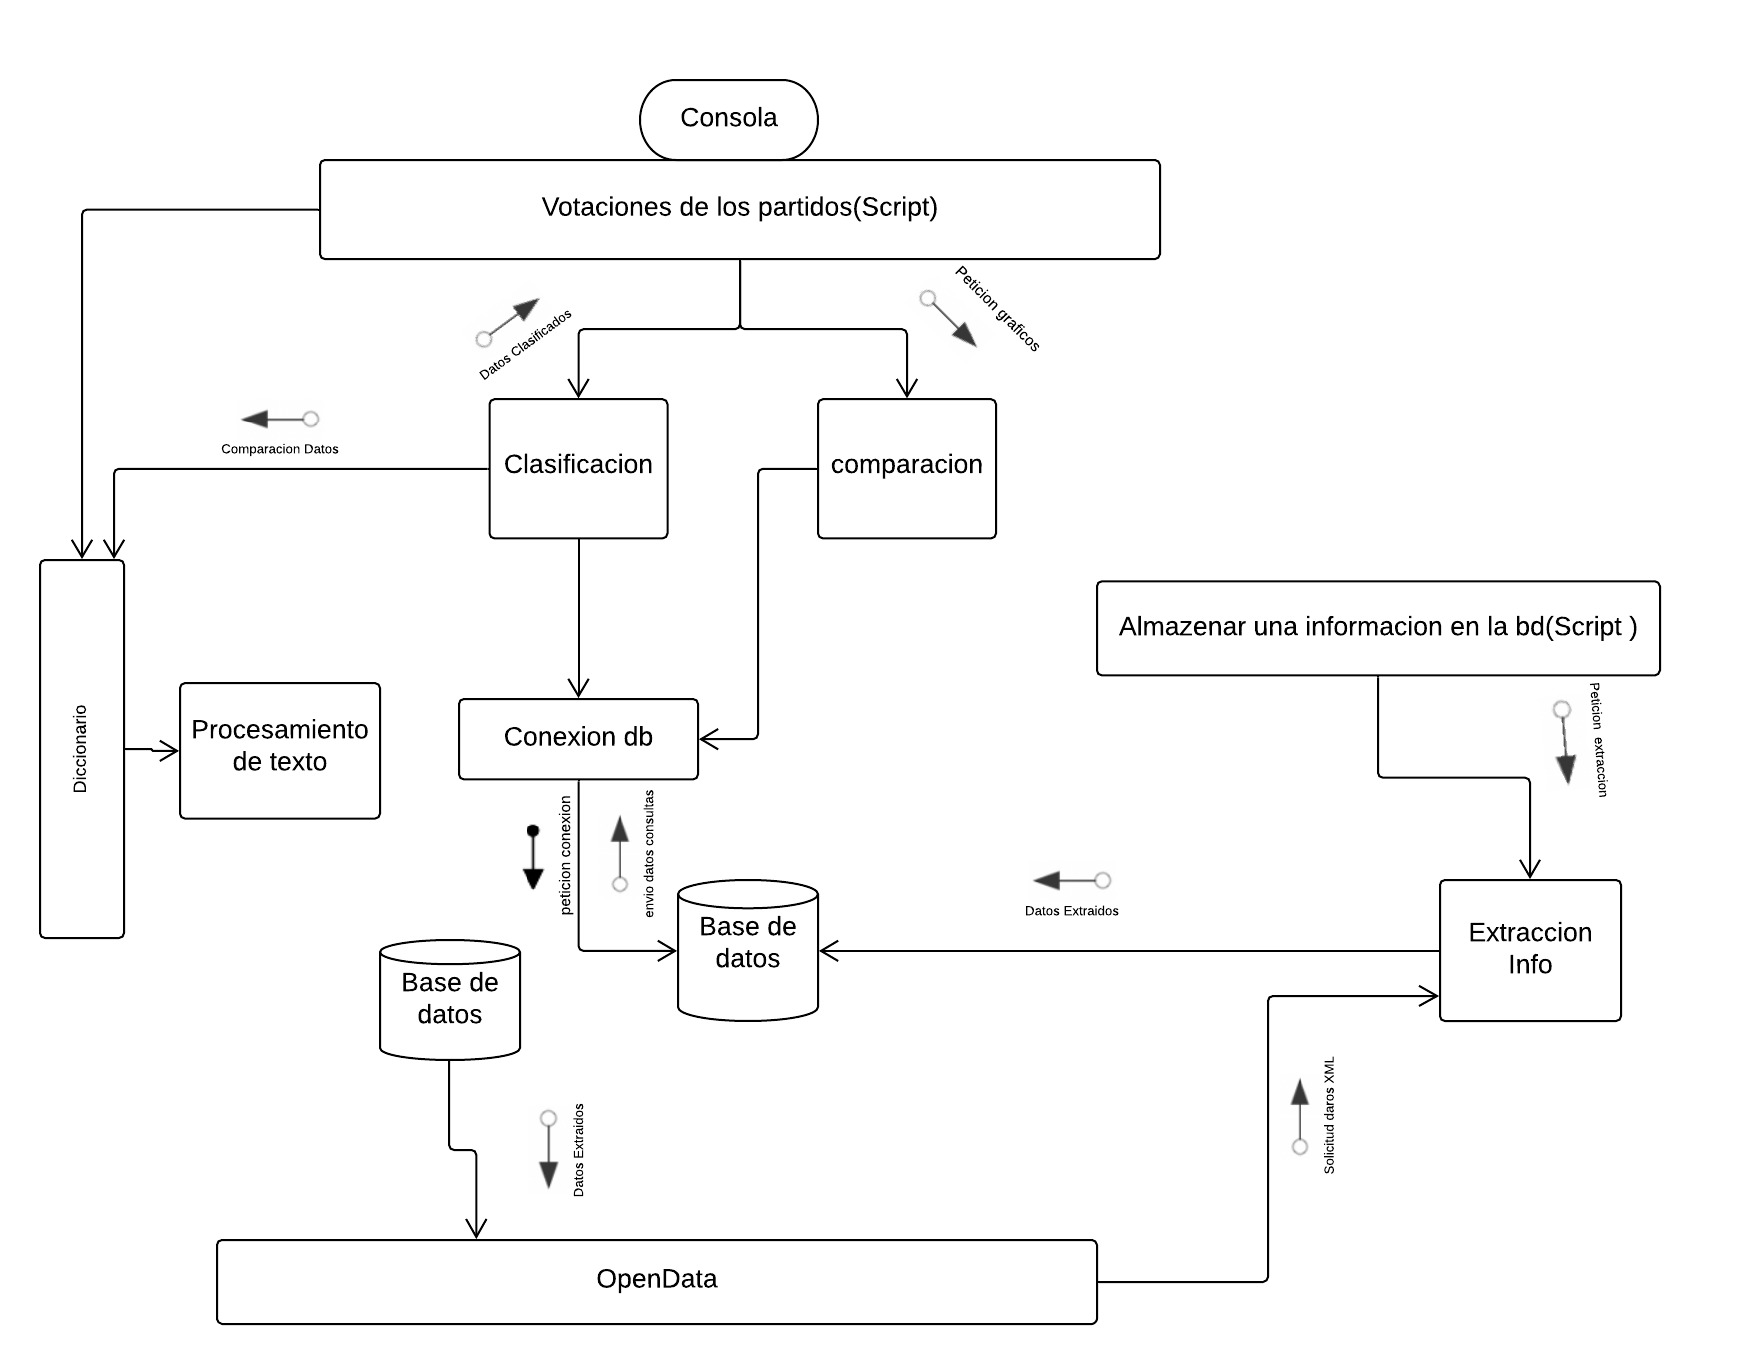 Consola
Votaciones de los partidos(Script)
Peticion graficos
Datos Clasificados
Comparacion Datos
Clasificacion
comparacion
Almazenar una informacion en la bd(Script )
Diccionario
Procesamiento
de texto
Conexion db
Peticion extraccion
peticion conexion
envio datos consultas
Base de
datos
Datos Extraidos
Extraccion
Info
Base de
datos
Datos Extraidos
Solicitud daros XML
OpenData